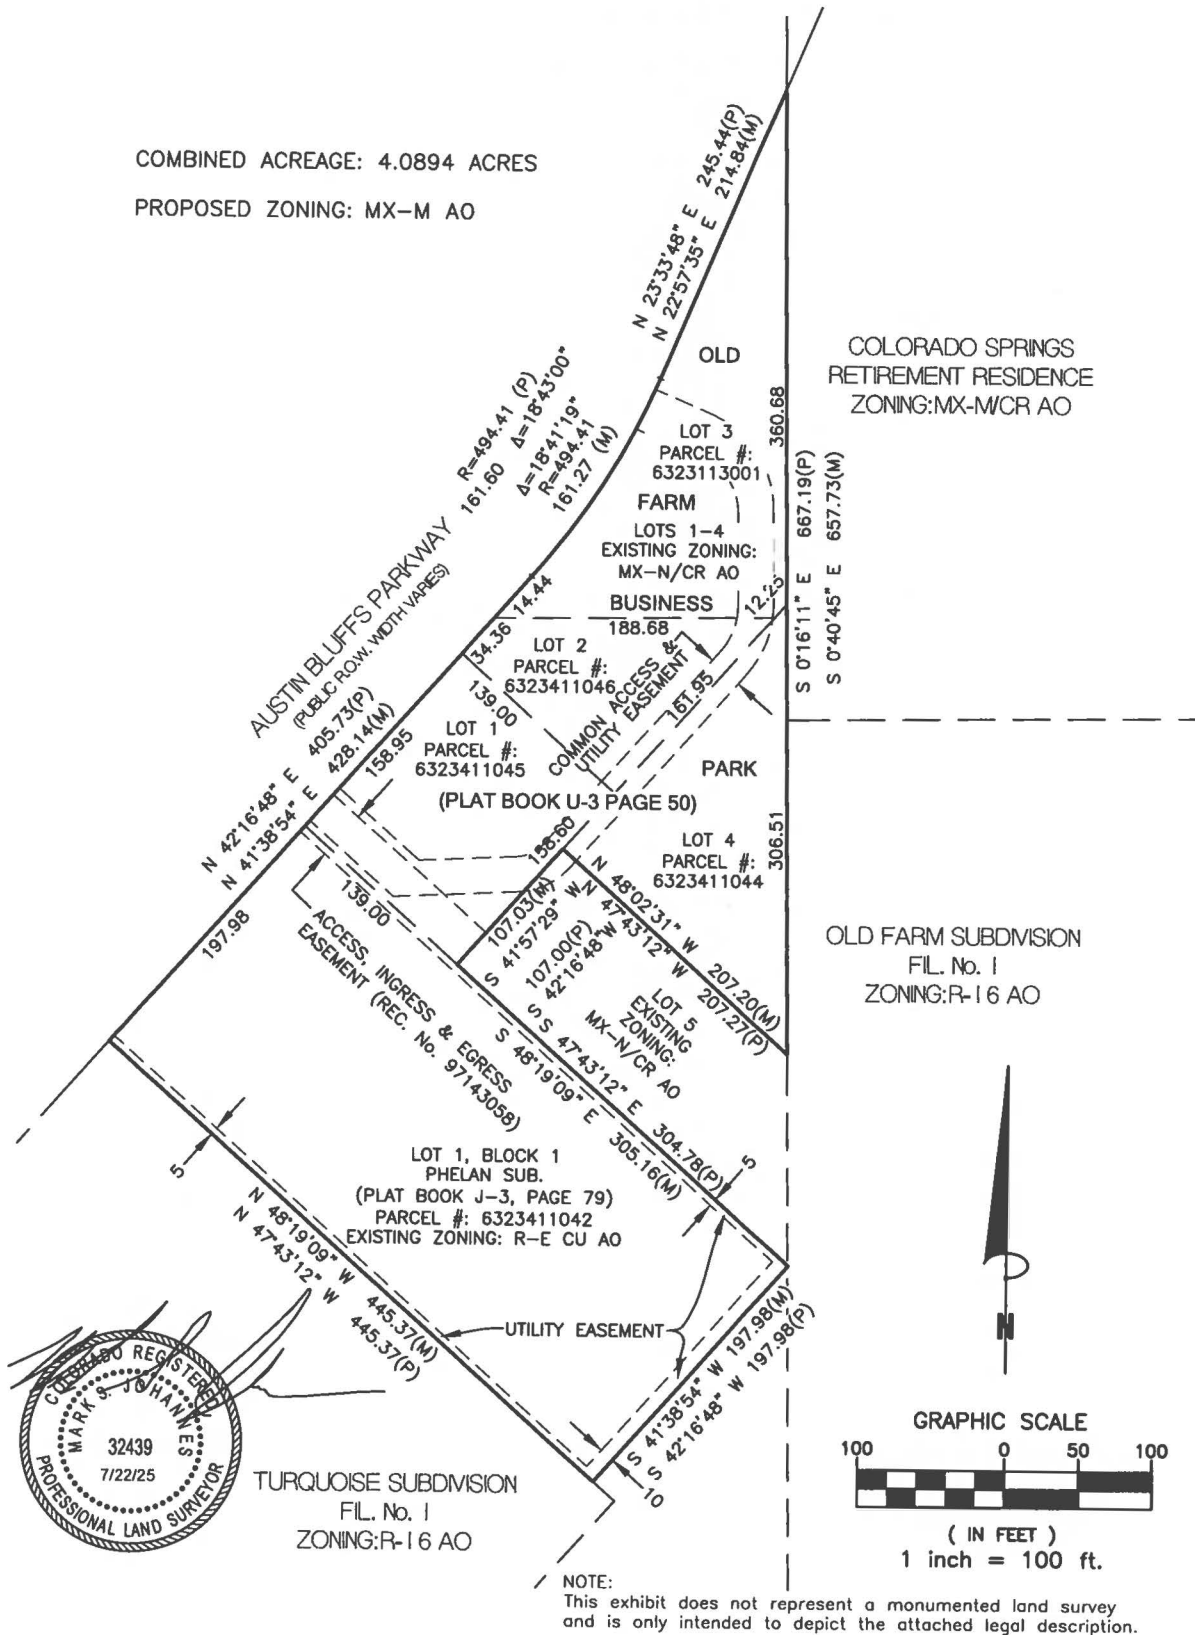 COMBINED ACREAGE: 4.0894 ACRES
PROPOSED ZONING: MX-M AO
N 23°33'48" E 245.44(P)
N 22°57'35" E 214.84(M)
OLD
COLORADO SPRINGS
RETIREMENT RESIDENCE
ZONING:MX-M/CR AO
360.68
R=494.41 (P)
161.60 Δ=18°43'00"
Δ=18°41'19"
R=494.41
161.27 (M)
LOT 3
PARCEL #:
6323113001
FARM
LOTS 1-4
EXISTING ZONING:
MX-N/CR AO
BUSINESS
188.68
12.25
S 0°16'11" E 667.19(P)
S 0°40'45" E 657.73(M)
AUSTIN BLUFFS PARKWAY
(PUBLIC R.O.W. WIDTH VARIES)
14.44
34.36
LOT 2
PARCEL #:
6323411046
139.00
COMMON ACCESS &
UTILITY EASEMENT
161.95
N 42°16'48" E 405.73(P)
N 41°38'54" E 428.14(M)
158.95
LOT 1
PARCEL #:
6323411045
PARK
(PLAT BOOK U-3 PAGE 50)
158.60
LOT 4
PARCEL #:
6323411044
306.51
197.98
139.00
ACCESS, INGRESS & EGRESS
EASEMENT (REC. No. 97143058)
107.03(M)
S 41°57'29" W
107.00(P)
S 42°16'48" W
N 48°02'31" W 207.20(M)
N 47°43'12" W 207.27(P)
OLD FARM SUBDIVISION
FIL. No. 1
ZONING:R-1 6 AO
LOT 5
EXISTING
ZONING:
MX-N/CR AO
S 47°43'12" E 304.78(P)
S 48°19'09" E 305.16(M)
5
5
LOT 1, BLOCK 1
PHELAN SUB.
(PLAT BOOK J-3, PAGE 79)
PARCEL #: 6323411042
EXISTING ZONING: R-E CU AO
N 48°19'09" W 445.37(M)
N 47°43'12" W 445.37(P)
UTILITY EASEMENT
S 41°38'54" W 197.98(M)
S 42°16'48" W 197.98(P)
10
N
COLORADO REGISTERED
MARK S. JOHANNES
32439
7/22/25
PROFESSIONAL LAND SURVEYOR
TURQUOISE SUBDIVISION
FIL. No. 1
ZONING:R-1 6 AO
GRAPHIC SCALE
100 0 50 100
( IN FEET )
1 inch = 100 ft.
NOTE:
This exhibit does not represent a monumented land survey
and is only intended to depict the attached legal description.